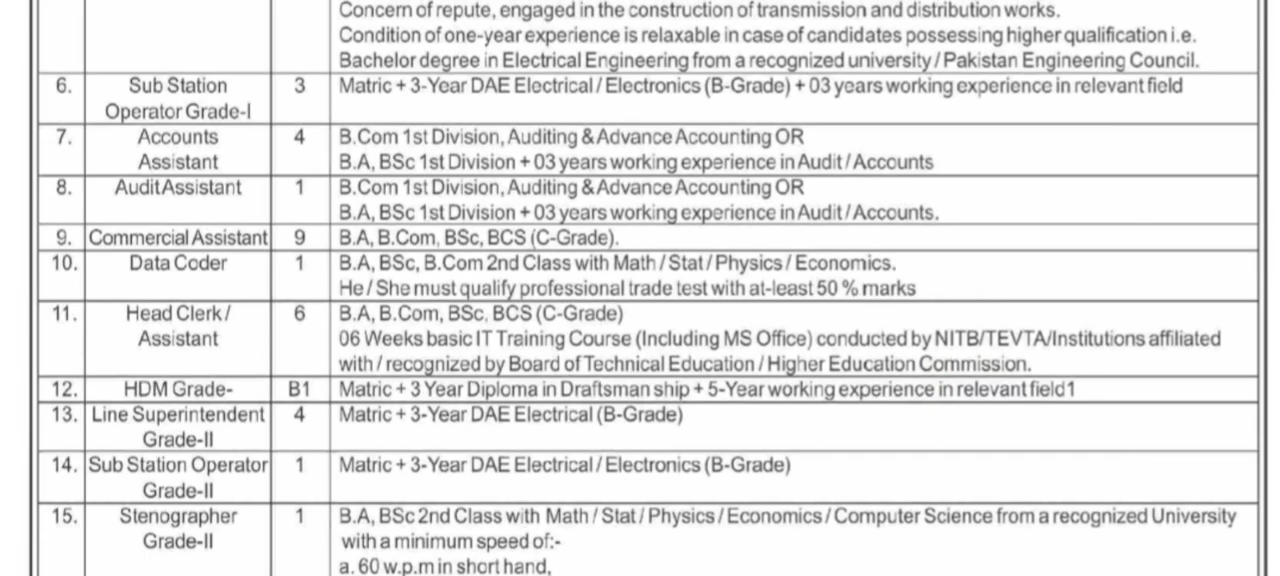 Concern of repute, engaged in the construction of transmission and distribution works.
Condition of one-year experience is relaxable in case of candidates possessing higher qualification i.e.
Bachelor degree in Electrical Engineering from a recognized university / Pakistan Engineering Council.
6. Sub Station 3 Matric + 3-Year DAE Electrical / Electronics (B-Grade) + 03 years working experience in relevant field
Operator Grade-I
7. Accounts 4 B.Com 1st Division, Auditing & Advance Accounting OR
Assistant B.A, BSc 1st Division + 03 years working experience in Audit / Accounts
8. Audit Assistant 1 B.Com 1st Division, Auditing & Advance Accounting OR
B.A, BSc 1st Division + 03 years working experience in Audit / Accounts.
9. Commercial Assistant 9 B.A, B.Com, BSc, BCS (C-Grade).
10. Data Coder 1 B.A, BSc, B.Com 2nd Class with Math / Stat / Physics / Economics.
He / She must qualify professional trade test with at-least 50 % marks
11. Head Clerk / 6 B.A, B.Com, BSc, BCS (C-Grade)
Assistant 06 Weeks basic IT Training Course (Including MS Office) conducted by NITB/TEVTA/Institutions affiliated
with / recognized by Board of Technical Education / Higher Education Commission.
12. HDM Grade- B1 Matric + 3 Year Diploma in Draftsman ship + 5-Year working experience in relevant field1
13. Line Superintendent 4 Matric + 3-Year DAE Electrical (B-Grade)
Grade-II
14. Sub Station Operator 1 Matric + 3-Year DAE Electrical / Electronics (B-Grade)
Grade-II
15. Stenographer 1 B.A, BSc 2nd Class with Math / Stat / Physics / Economics / Computer Science from a recognized University
Grade-II with a minimum speed of:-
a. 60 w.p.m in short hand,